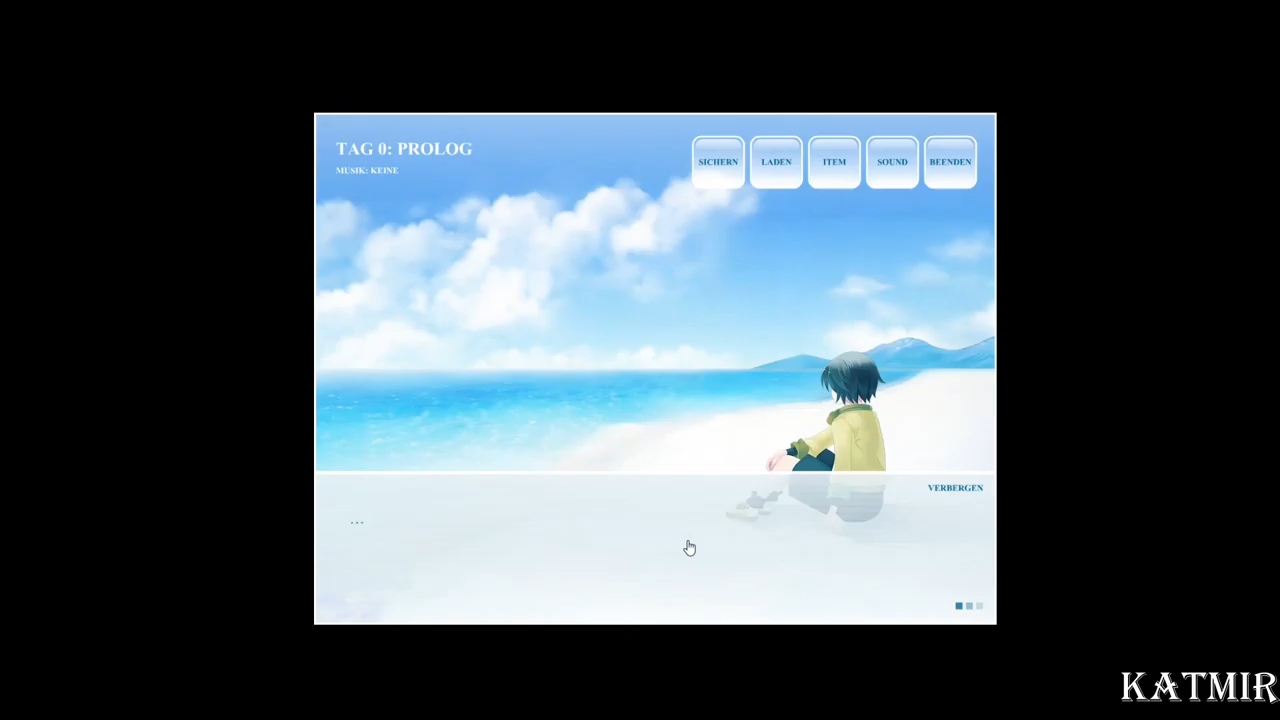 TAG 0: PROLOG
MUSIK: KEINE
SICHERN LADEN ITEM SOUND BEENDEN
VERBERGEN
...
KATMIR